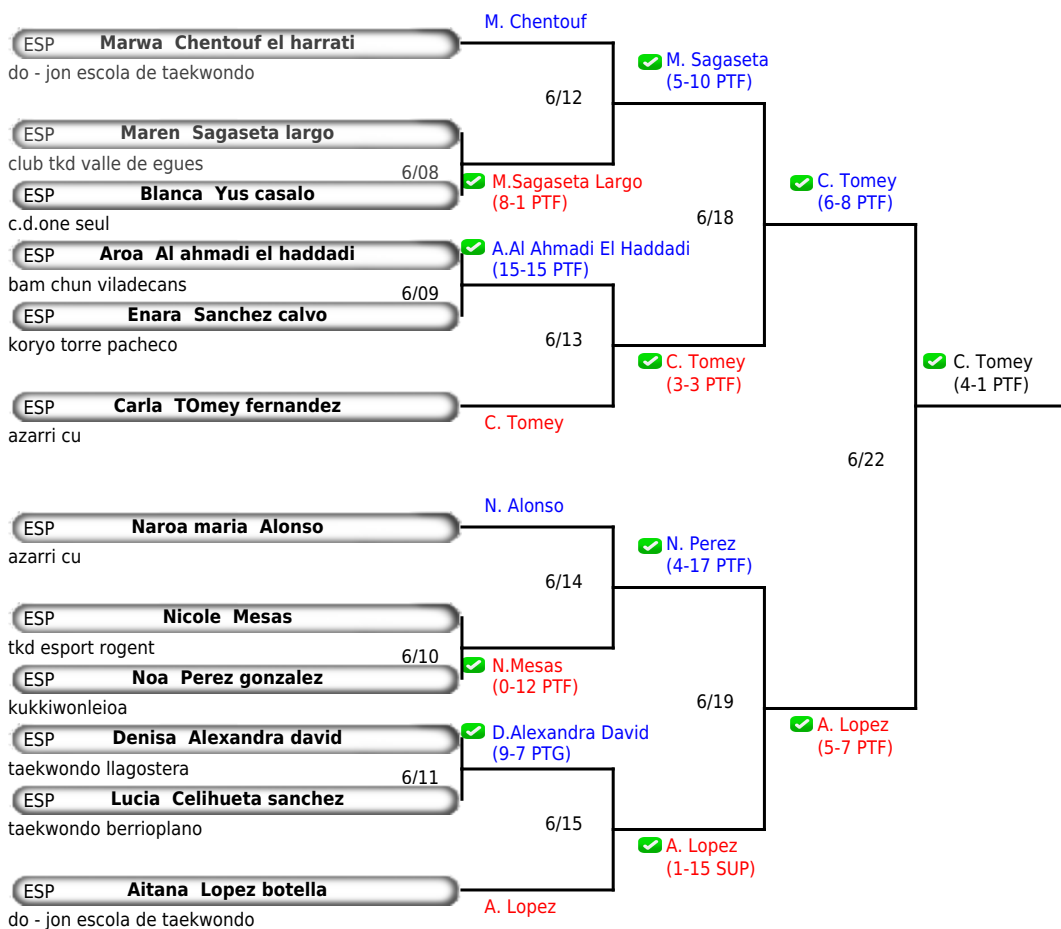 M. Chentouf
ESP Marwa Chentouf el harrati
do - jon escola de taekwondo
M. Sagaseta
(5-10 PTF)
6/12
ESP Maren Sagaseta largo
club tkd valle de egues
6/08
M.Sagaseta Largo
(8-1 PTF)
ESP Blanca Yus casalo
c.d.one seul
C. Tomey
(6-8 PTF)
6/18
ESP Aroa Al ahmadi el haddadi
bam chun viladecans
A.Al Ahmadi El Haddadi
(15-15 PTF)
6/09
ESP Enara Sanchez calvo
koryo torre pacheco
6/13
C. Tomey
(3-3 PTF)
C. Tomey
(4-1 PTF)
ESP Carla TOmey fernandez
azarri cu
C. Tomey
6/22
N. Alonso
ESP Naroa maria Alonso
azarri cu
N. Perez
(4-17 PTF)
6/14
ESP Nicole Mesas
tkd esport rogent
6/10
N.Mesas
(0-12 PTF)
ESP Noa Perez gonzalez
kukkiwonleioa
6/19
A. Lopez
(5-7 PTF)
ESP Denisa Alexandra david
taekwondo llagostera
D.Alexandra David
(9-7 PTG)
6/11
ESP Lucia Celihueta sanchez
taekwondo berrioplano
6/15
A. Lopez
(1-15 SUP)
ESP Aitana Lopez botella
do - jon escola de taekwondo
A. Lopez